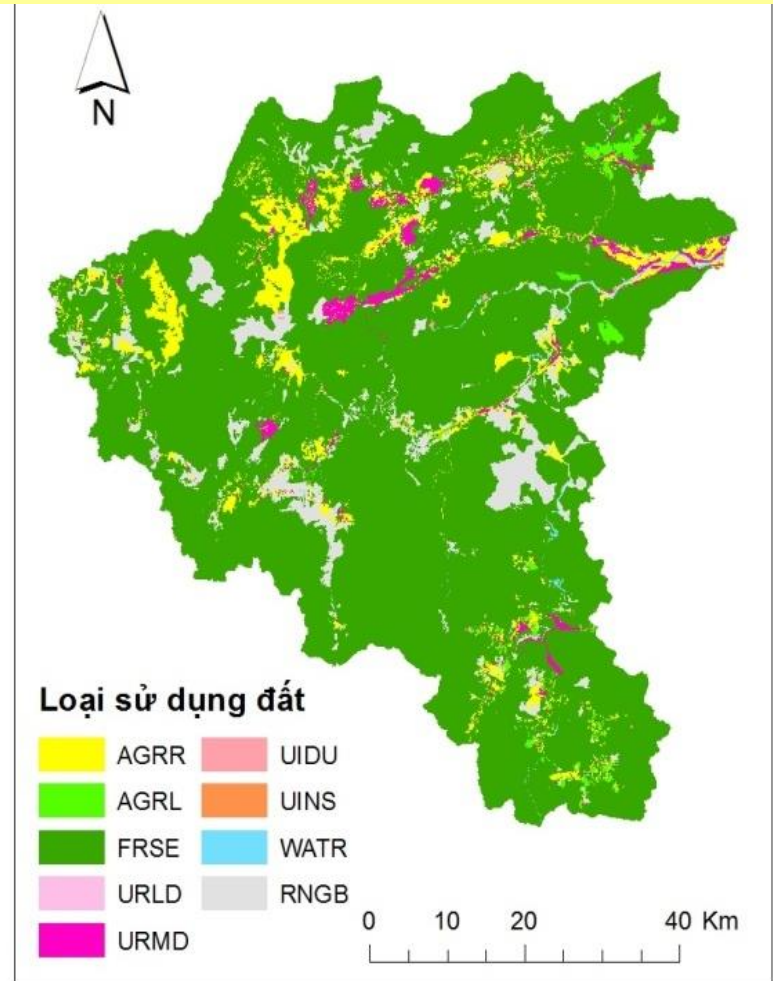 N
Loại sử dụng đất
AGRR UIDU
AGRL UINS
FRSE WATR
URLD RNGB
URMD
0 10 20 40 Km